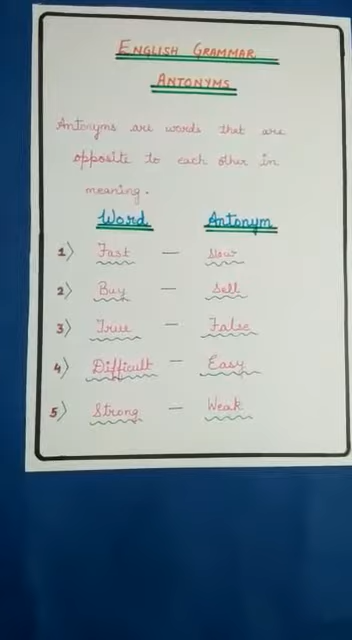 ENGLISH GRAMMAR
ANTONYMS
Antonyms are words that are
opposite to each other in
meaning.
Word Antonym
1) Fast — Slow
2) Buy — Sell
3) True — False
4) Difficult — Easy
5) Strong — Weak